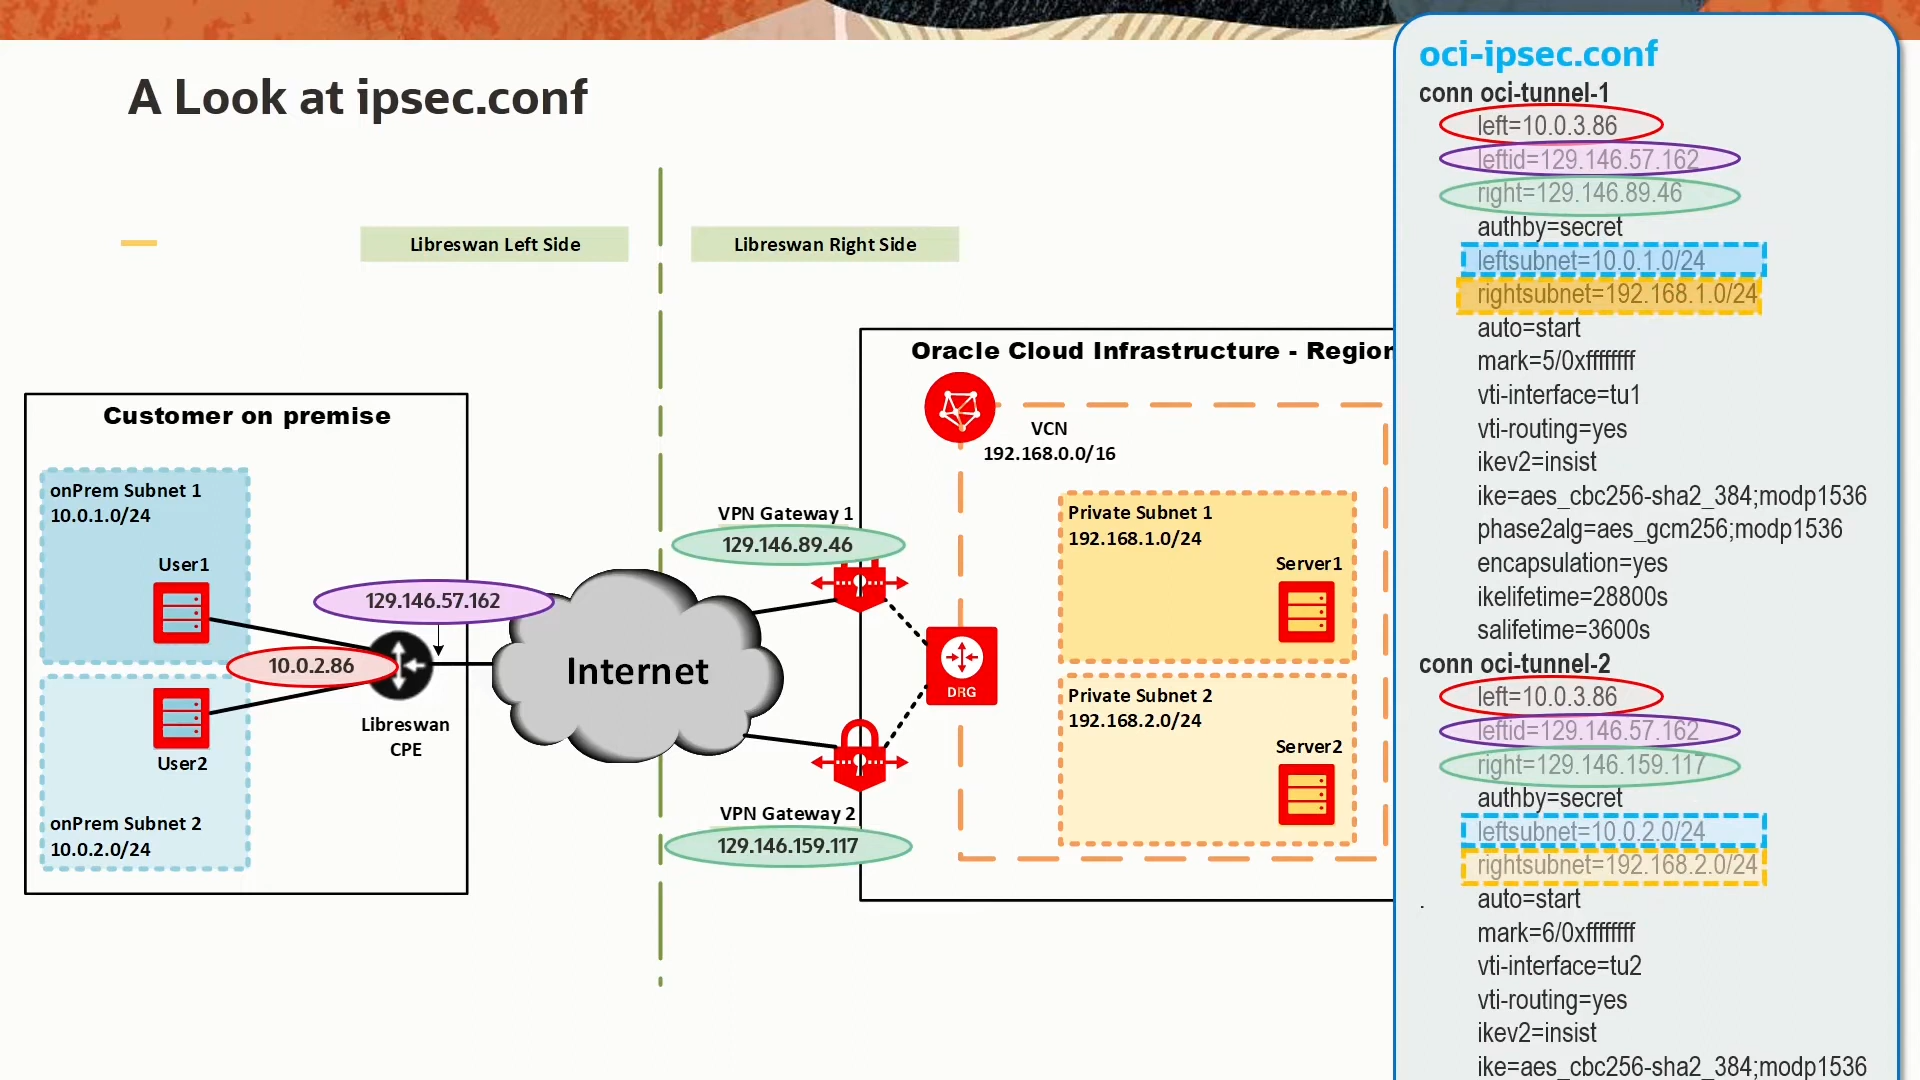 A Look at ipsec.conf
Libreswan Left Side
Libreswan Right Side
Customer on premise
onPrem Subnet 1
10.0.1.0/24
User1
129.146.57.162
10.0.2.86
Libreswan
CPE
User2
onPrem Subnet 2
10.0.2.0/24
Internet
VPN Gateway 1
129.146.89.46
VPN Gateway 2
129.146.159.117
Oracle Cloud Infrastructure - Region
VCN
192.168.0.0/16
DRG
Private Subnet 1
192.168.1.0/24
Server1
Private Subnet 2
192.168.2.0/24
Server2
oci-ipsec.conf
conn oci-tunnel-1
left=10.0.3.86
leftid=129.146.57.162
right=129.146.89.46
authby=secret
leftsubnet=10.0.1.0/24
rightsubnet=192.168.1.0/24
auto=start
mark=5/0xffffffff
vti-interface=tu1
vti-routing=yes
ikev2=insist
ike=aes_cbc256-sha2_384;modp1536
phase2alg=aes_gcm256;modp1536
encapsulation=yes
ikelifetime=28800s
salifetime=3600s
conn oci-tunnel-2
left=10.0.3.86
leftid=129.146.57.162
right=129.146.159.117
authby=secret
leftsubnet=10.0.2.0/24
rightsubnet=192.168.2.0/24
auto=start
mark=6/0xffffffff
vti-interface=tu2
vti-routing=yes
ikev2=insist
ike=aes_cbc256-sha2_384;modp1536